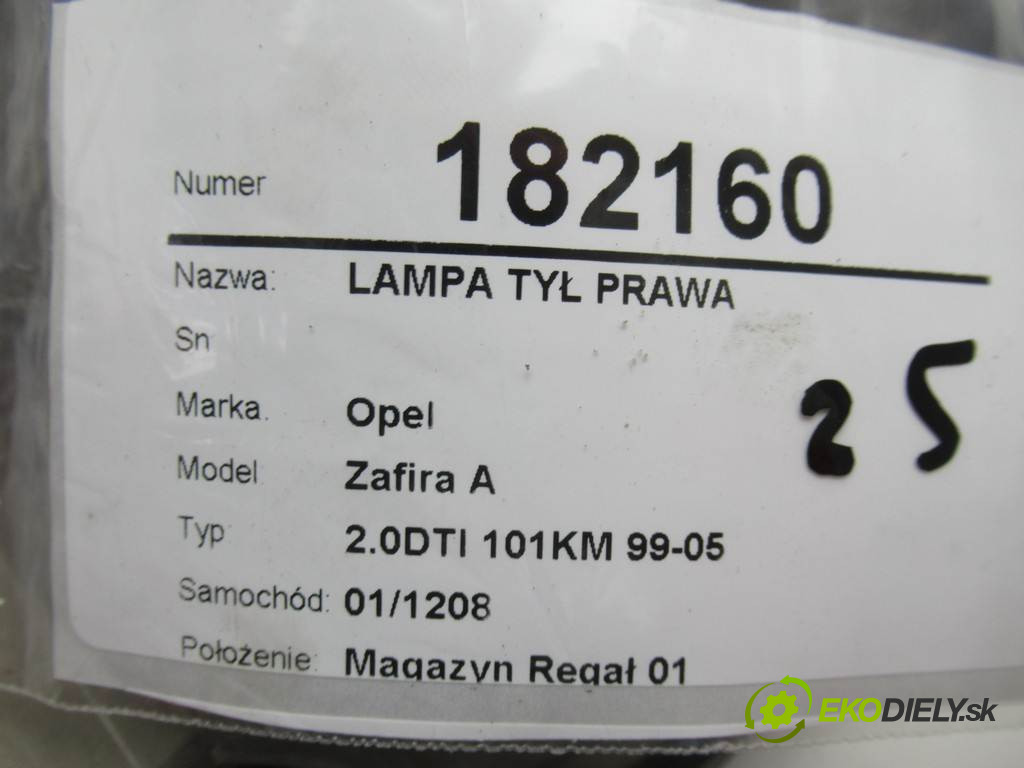 Numer 182160
Nazwa: LAMPA TYŁ PRAWA
Sn
Marka. Opel
Model Zafira A
Typ 2.0DTI 101KM 99-05
Samochód: 01/1208
Położenie: Magazyn Regał 01
25
EKODIELY.sk